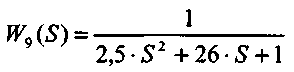 W₉(S) = 1 / (2,5 · S² + 26 · S + 1)